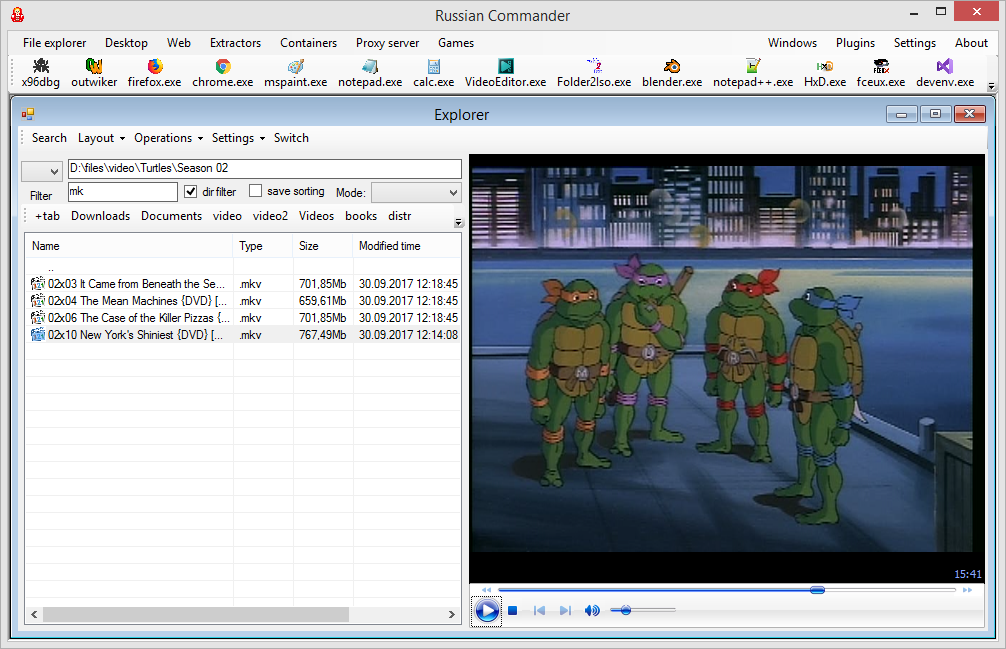 Russian Commander
File explorer Desktop Web Extractors Containers Proxy server Games Windows Plugins Settings About
x96dbg outwiker firefox.exe chrome.exe mspaint.exe notepad.exe calc.exe VideoEditor.exe Folder2Iso.exe blender.exe notepad++.exe HxD.exe fceux.exe devenv.exe
Explorer
Search Layout Operations Settings Switch
D:\files\video\Turtles\Season 02
Filter mk dir filter save sorting Mode:
+tab Downloads Documents video video2 Videos books distr
Name Type Size Modified time
..
02x03 It Came from Beneath the Se... .mkv 701,85Mb 30.09.2017 12:18:45
02x04 The Mean Machines {DVD} [... .mkv 659,61Mb 30.09.2017 12:18:45
02x06 The Case of the Killer Pizzas {... .mkv 701,85Mb 30.09.2017 12:18:45
02x10 New York's Shiniest {DVD} [... .mkv 767,49Mb 30.09.2017 12:14:08
15:41